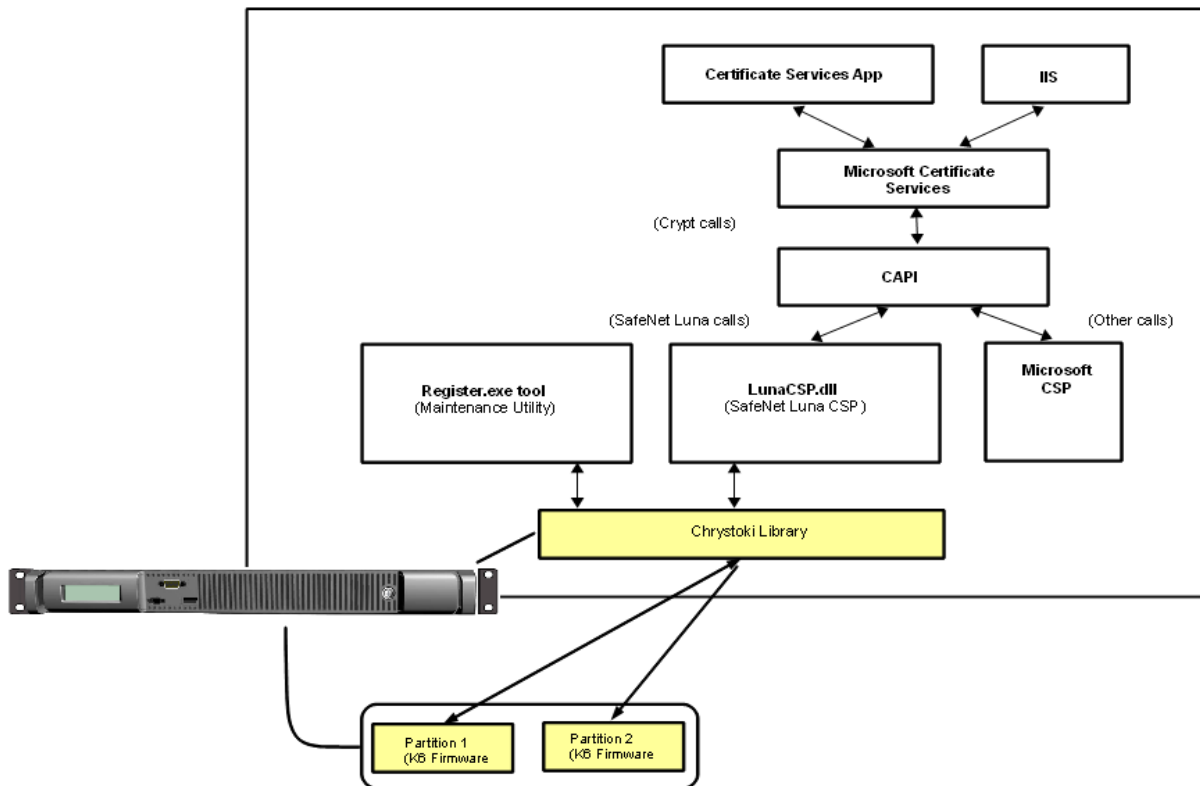 Certificate Services App
IIS
Microsoft Certificate
Services
(Crypt calls)
CAPI
(SafeNet Luna calls)
(Other calls)
Register.exe tool
(Maintenance Utility)
LunaCSP.dll
(SafeNet Luna CSP)
Microsoft
CSP
Chrystoki Library
Partition 1
(K6 Firmware
Partition 2
(K6 Firmware